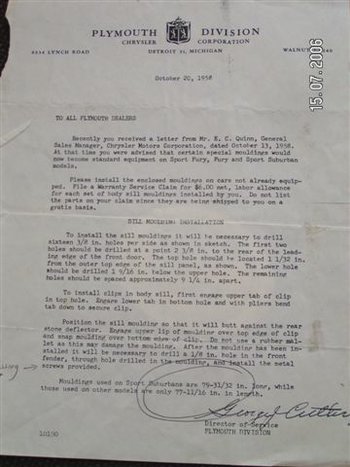 PLYMOUTH DIVISION
CHRYSLER CORPORATION
6334 LYNCH ROAD DETROIT 31, MICHIGAN WALNUT
15.07.2006
October 20, 1958
TO ALL PLYMOUTH DEALERS
Recently you received a letter from Mr. E. C. Quinn, General
Sales Manager, Chrysler Motors Corporation, dated October 13, 1958.
At that time you were advised that certain special mouldings would
now become standard equipment on Sport Fury, Fury and Sport Suburban
models.
Please install the enclosed mouldings on cars not already equip-
ped. File a Warranty Service Claim for $6.00 net, labor allowance
for each set of body sill mouldings installed by you. Do not list
the parts on your claim since they are being shipped to you on a
gratis basis.
SILL MOULDING INSTALLATION
To install the sill mouldings it will be necessary to drill
sixteen 3/8 in. holes per side as shown in sketch. The first two
holes should be drilled at a point 2 3/8 in. to the rear of the lead-
ing edge of the front door. The top hole should be located 1 1/32 in.
from the outer top edge of the sill panel, as shown. The lower hole
should be drilled 1 9/16 in. below the upper hole. The remaining
holes should be spaced approximately 9 1/4 in. apart.
To install clips in body sill, first engage upper tab of clip
in top hole. Engage lower tab in bottom hole and with pliers bend
tab down to secure clip.
Position the sill moulding so that it will butt against the rear
stone deflector. Engage upper lip of moulding over top edge of clip
and snap moulding over bottom edge of clip. Do not use a rubber mal-
let as this may damage the moulding. After the moulding has been in-
stalled it will be necessary to drill a 1/8 in. hole in the front
fender, through hole drilled in the moulding, and install the metal
screws provided.
Mouldings used on Sport Suburbans are 79-31/32 in. long, while
those used on other models are only 77-11/16 in. in length.
George Cutler
Director of Service
PLYMOUTH DIVISION